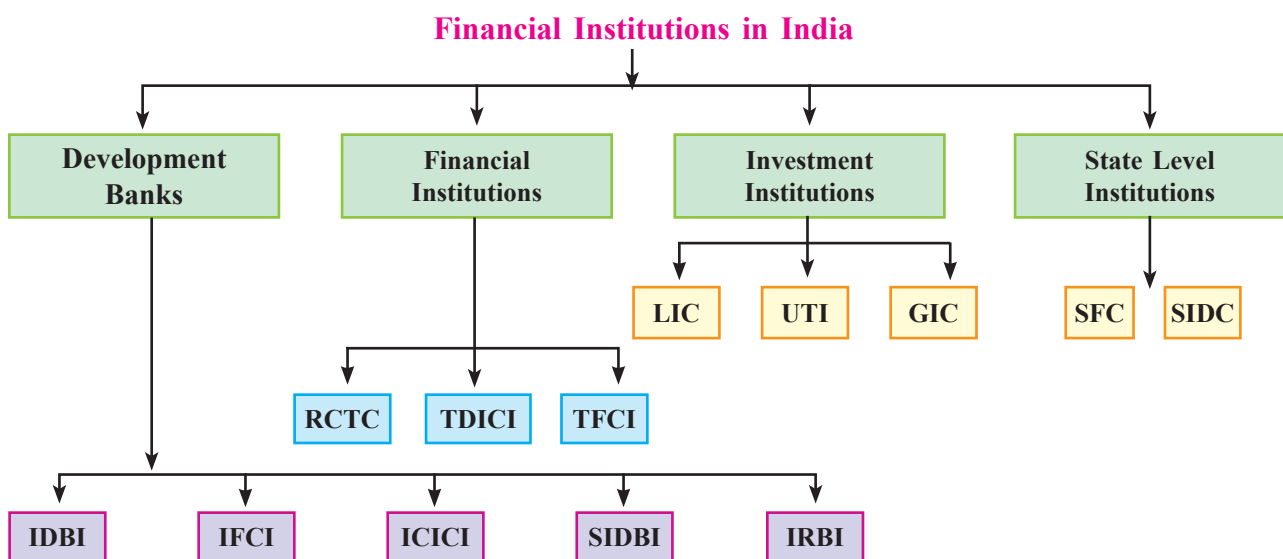 Financial Institutions in India
Development
Banks
Financial
Institutions
Investment
Institutions
State Level
Institutions
LIC
UTI
GIC
SFC
SIDC
RCTC
TDICI
TFCI
IDBI
IFCI
ICICI
SIDBI
IRBI